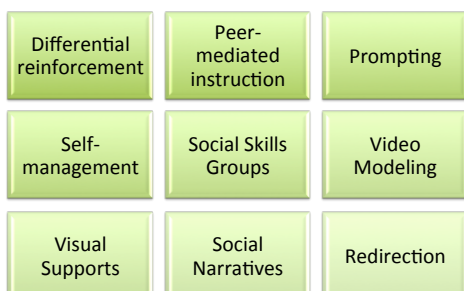 Differential
reinforcement
Peer-
mediated
instruction
Prompting
Self-
management
Social Skills
Groups
Video
Modeling
Visual
Supports
Social
Narratives
Redirection